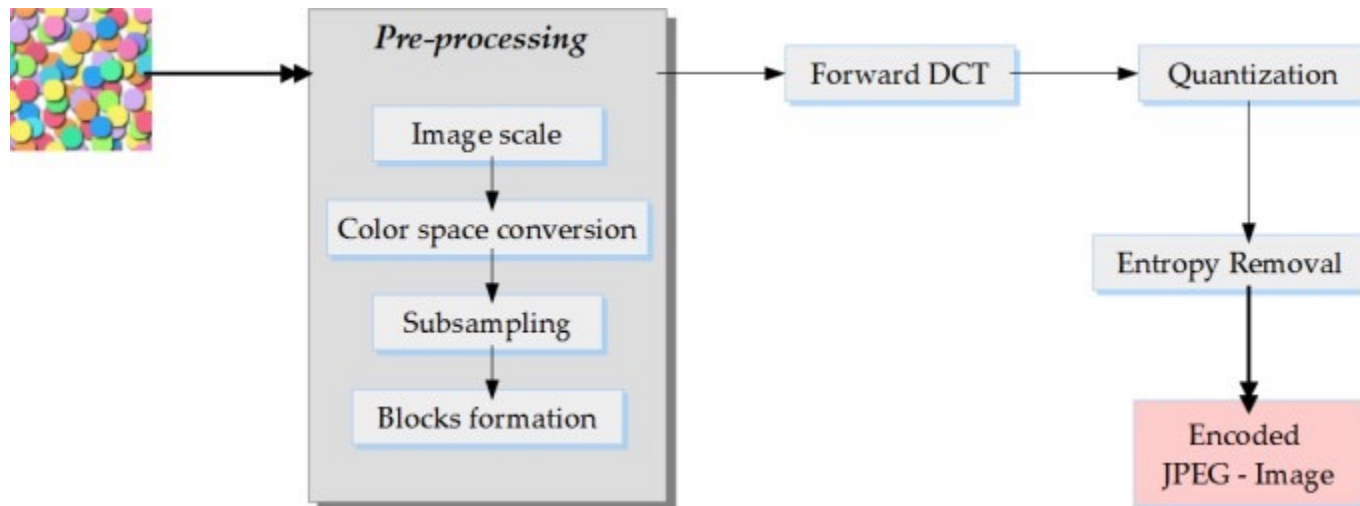 Pre-processing
Image scale
Color space conversion
Subsampling
Blocks formation
Forward DCT
Quantization
Entropy Removal
Encoded
JPEG - Image